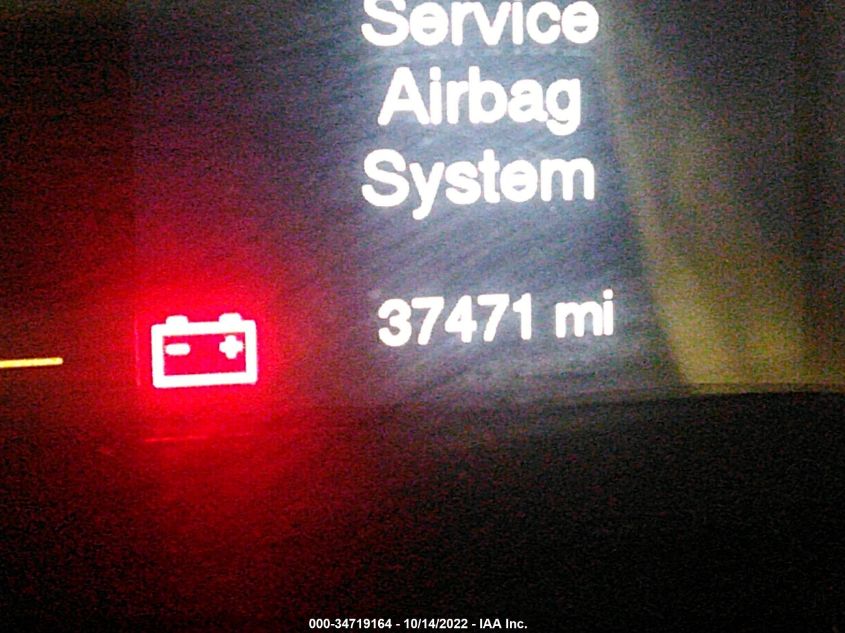 Service
Airbag
System
37471 mi
000-34719164 - 10/14/2022 - IAA Inc.